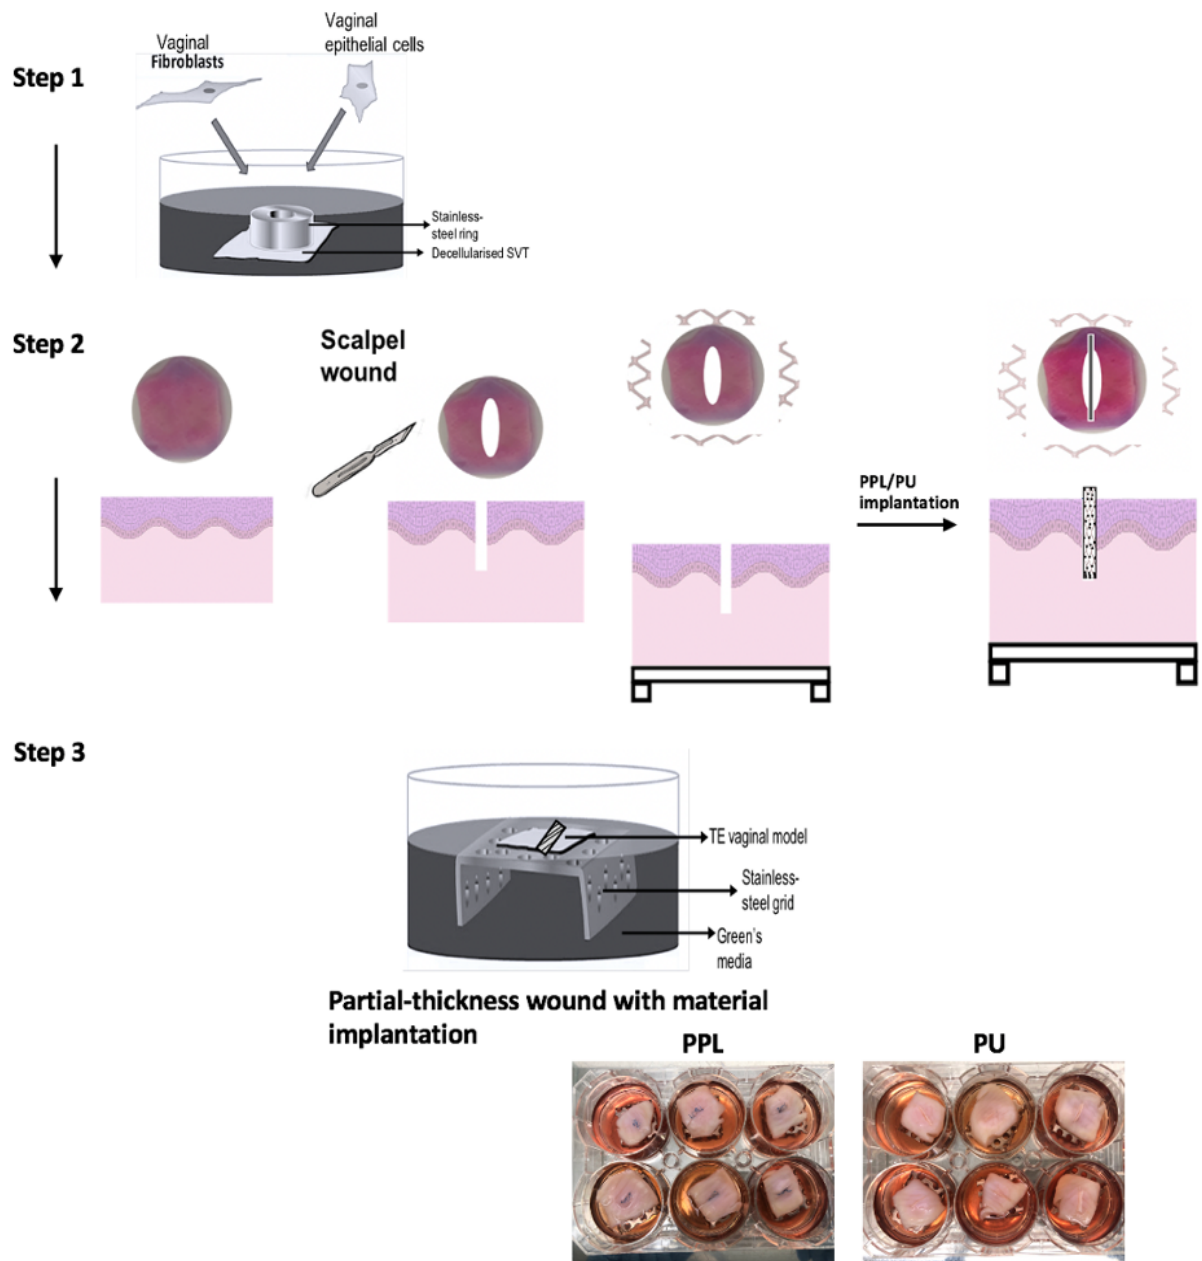 Step 1
Vaginal
Fibroblasts
Vaginal
epithelial cells
Stainless-
steel ring
Decellularised SVT
Step 2
Scalpel
wound
PPL/PU
implantation
Step 3
TE vaginal model
Stainless-
steel grid
Green's
media
Partial-thickness wound with material
implantation
PPL
PU